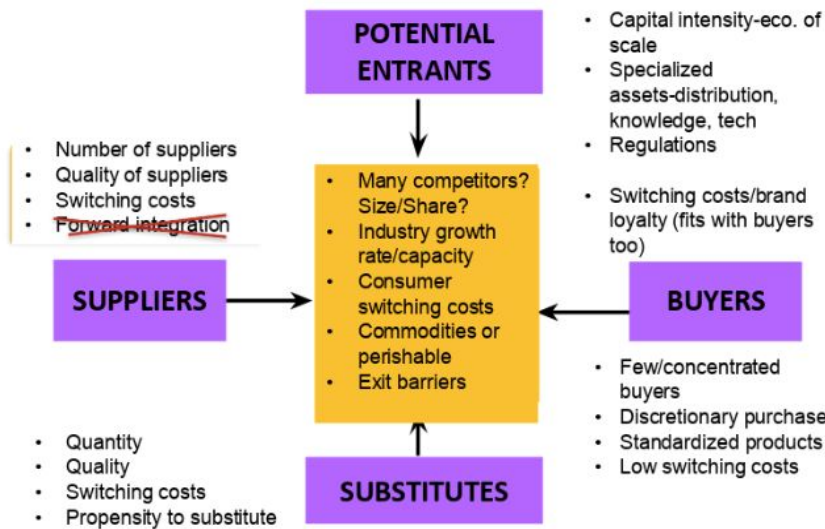 POTENTIAL
ENTRANTS
• Capital intensity-eco. of
scale
• Specialized
assets-distribution,
knowledge, tech
• Regulations
• Switching costs/brand
loyalty (fits with buyers
too)
• Number of suppliers
• Quality of suppliers
• Switching costs
• Forward integration
SUPPLIERS
• Many competitors?
Size/Share?
• Industry growth
rate/capacity
• Consumer
switching costs
• Commodities or
perishable
• Exit barriers
BUYERS
• Few/concentrated
buyers
• Discretionary purchase
• Standardized products
• Low switching costs
• Quantity
• Quality
• Switching costs
• Propensity to substitute
SUBSTITUTES